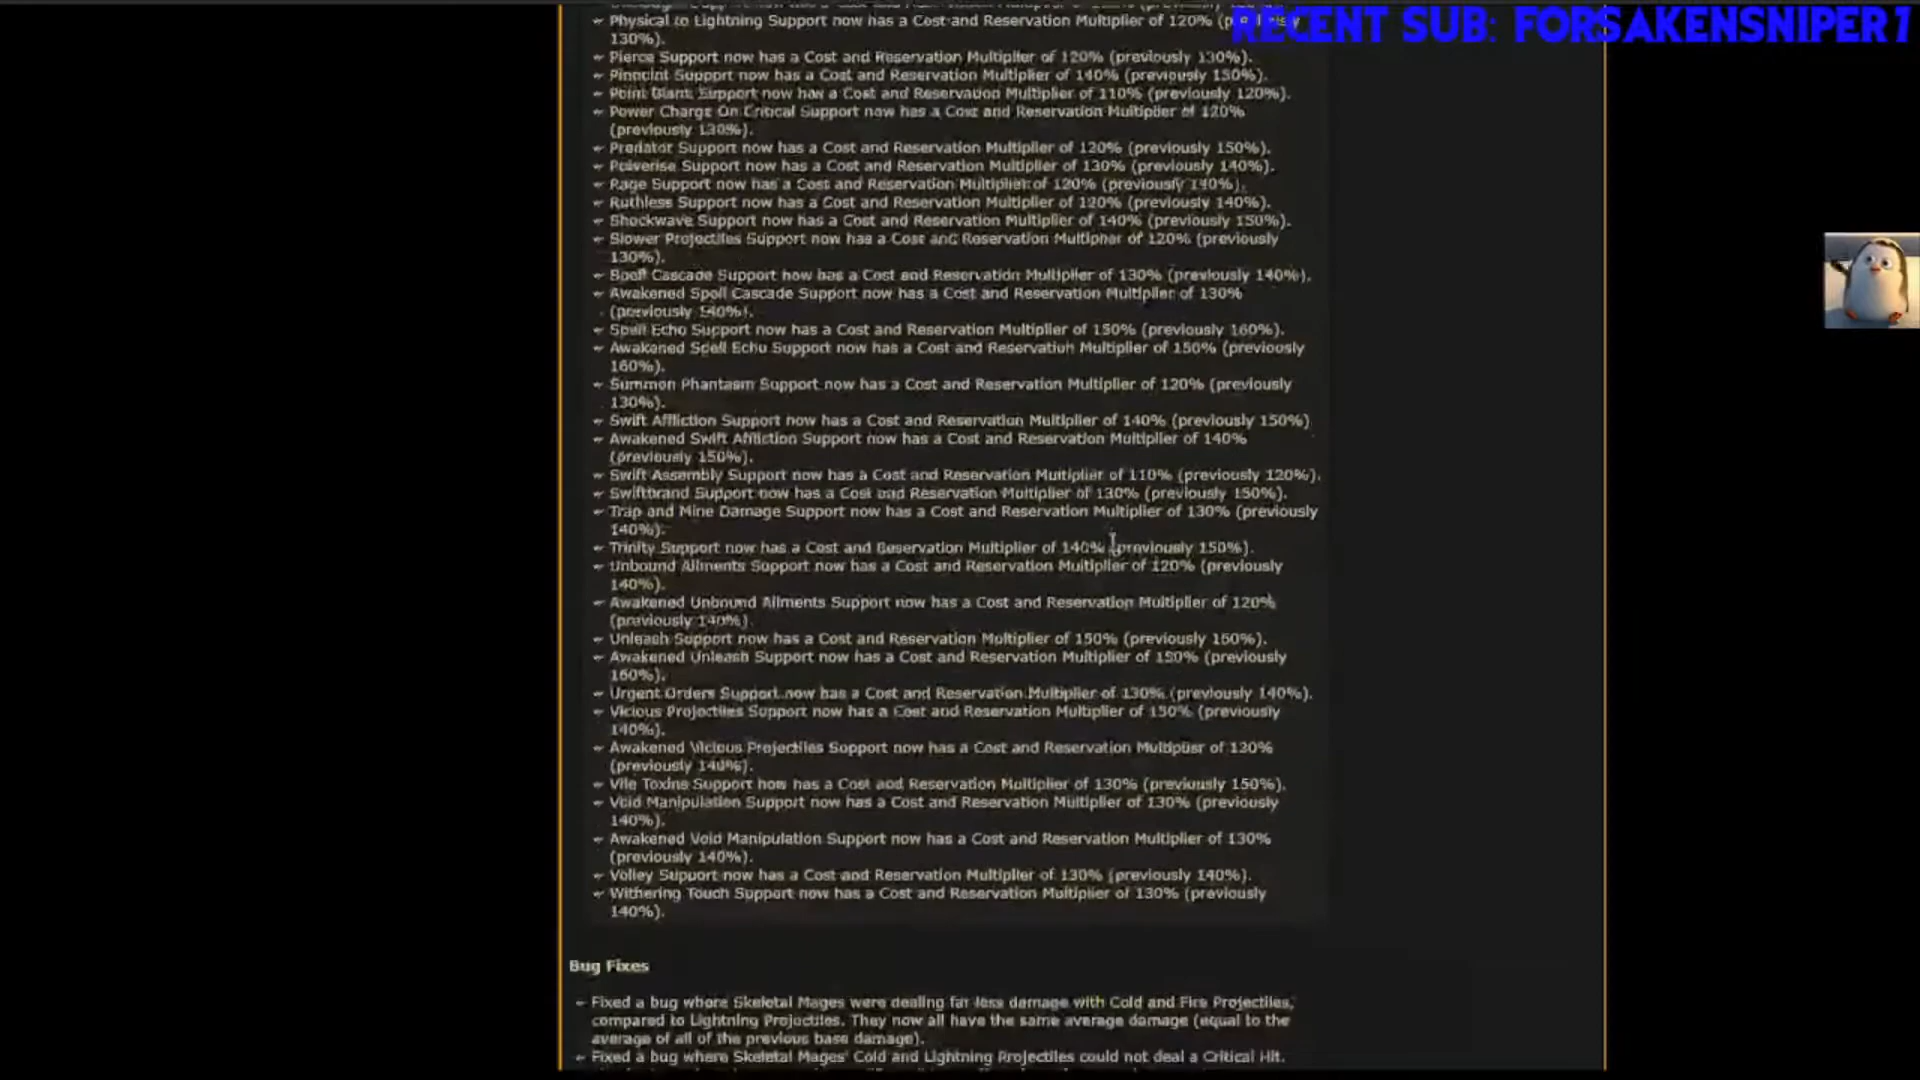 RECENT SUB: FORSAKENSNIPER1
Physical to Lightning Support now has a Cost and Reservation Multiplier of 120% (previously
130%).
Pierce Support now has a Cost and Reservation Multiplier of 120% (previously 130%).
Pinpoint Support now has a Cost and Reservation Multiplier of 140% (previously 150%).
Point Blank Support now has a Cost and Reservation Multiplier of 110% (previously 120%).
Power Charge On Critical Support now has a Cost and Reservation Multiplier of 120%
(previously 130%).
Predator Support now has a Cost and Reservation Multiplier of 120% (previously 150%).
Pulverise Support now has a Cost and Reservation Multiplier of 130% (previously 140%).
Rage Support now has a Cost and Reservation Multiplier of 120% (previously 140%).
Ruthless Support now has a Cost and Reservation Multiplier of 120% (previously 140%).
Shockwave Support now has a Cost and Reservation Multiplier of 140% (previously 150%).
Slower Projectiles Support now has a Cost and Reservation Multiplier of 120% (previously
130%).
Spell Cascade Support now has a Cost and Reservation Multiplier of 130% (previously 140%).
Awakened Spell Cascade Support now has a Cost and Reservation Multiplier of 130%
(previously 140%).
Spell Echo Support now has a Cost and Reservation Multiplier of 150% (previously 160%).
Awakened Spell Echo Support now has a Cost and Reservation Multiplier of 150% (previously
160%).
Summon Phantasm Support now has a Cost and Reservation Multiplier of 120% (previously
130%).
Swift Affliction Support now has a Cost and Reservation Multiplier of 140% (previously 150%).
Awakened Swift Affliction Support now has a Cost and Reservation Multiplier of 140%
(previously 150%).
Swift Assembly Support now has a Cost and Reservation Multiplier of 110% (previously 120%).
Swiftbrand Support now has a Cost and Reservation Multiplier of 130% (previously 150%).
Trap and Mine Damage Support now has a Cost and Reservation Multiplier of 130% (previously
140%).
Trinity Support now has a Cost and Reservation Multiplier of 140% (previously 150%).
Unbound Ailments Support now has a Cost and Reservation Multiplier of 120% (previously
140%).
Awakened Unbound Ailments Support now has a Cost and Reservation Multiplier of 120%
(previously 140%).
Unleash Support now has a Cost and Reservation Multiplier of 150% (previously 160%).
Awakened Unleash Support now has a Cost and Reservation Multiplier of 150% (previously
160%).
Urgent Orders Support now has a Cost and Reservation Multiplier of 130% (previously 140%).
Vicious Projectiles Support now has a Cost and Reservation Multiplier of (previously
140%).
Awakened Vicious Projectiles Support now has a Cost and Reservation Multiplier of
(previously 140%).
Vile Toxins Support now has a Cost and Reservation Multiplier of 130% (previously 150%).
Void Manipulation Support now has a Cost and Reservation Multiplier of 130% (previously
140%).
Awakened Void Manipulation Support now has a Cost and Reservation Multiplier of 130%
(previously 140%).
Volley Support now has a Cost and Reservation Multiplier of 130% (previously 140%).
Withering Touch Support now has a Cost and Reservation Multiplier of 130% (previously
140%).
Bug Fixes
Fixed a bug where Skeletal Mages were dealing far less damage with Cold and Fire Projectiles,
compared to Lightning Projectiles. They now all have the same average damage (equal to the
average of all of the previous base damage).
Fixed a bug where Skeletal Mages' Cold and Lightning Projectiles could not deal a Critical Hit.